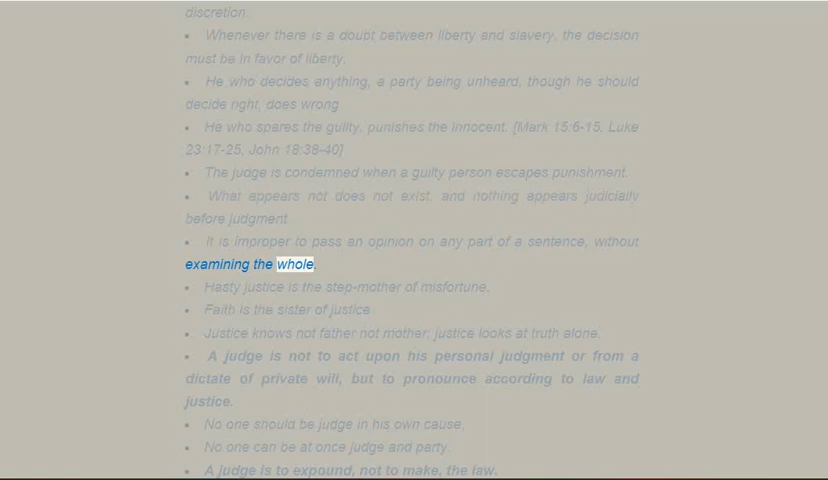 discretion.
• Whenever there is a doubt between liberty and slavery, the decision
must be in favor of liberty.
• He who decides anything, a party being unheard, though he should
decide right, does wrong
• He who spares the guilty, punishes the innocent. [Mark 15:6-15, Luke
23:17-25, John 18:38-40]
• The judge is condemned when a guilty person escapes punishment.
• What appears not does not exist, and nothing appears judicially
before judgment.
• It is improper to pass an opinion on any part of a sentence, without
examining the whole.
• Hasty justice is the step-mother of misfortune.
• Faith is the sister of justice
• Justice knows not father not mother; justice looks at truth alone.
• A judge is not to act upon his personal judgment or from a
dictate of private will, but to pronounce according to law and
justice.
• No one should be judge in his own cause.
• No one can be at once judge and party.
• A judge is to expound, not to make, the law.